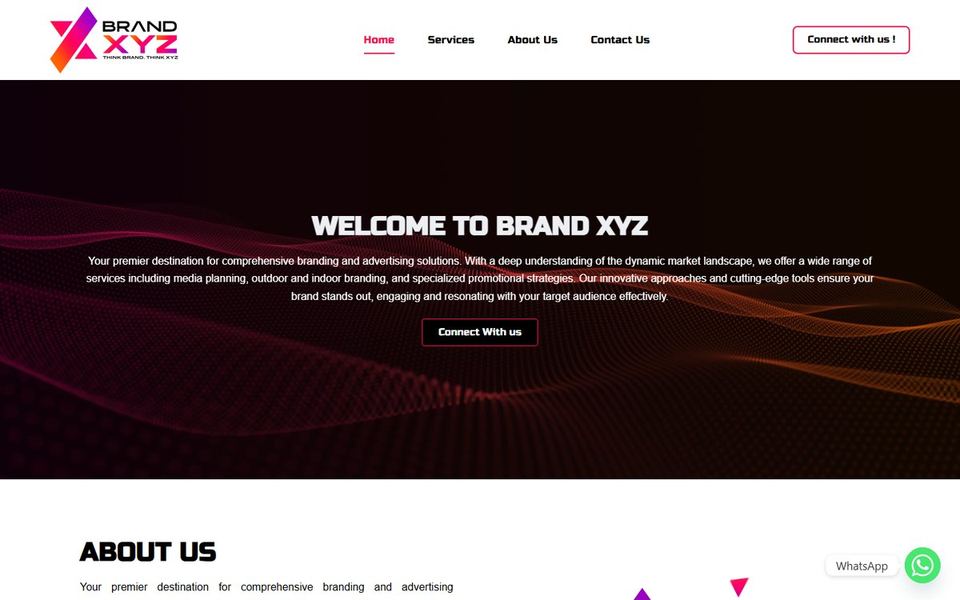 BRAND
XYZ
THINK BRAND. THINK XYZ
Home
Services
About Us
Contact Us
Connect with us !
WELCOME TO BRAND XYZ
Your premier destination for comprehensive branding and advertising solutions. With a deep understanding of the dynamic market landscape, we offer a wide range of
services including media planning, outdoor and indoor branding, and specialized promotional strategies. Our innovative approaches and cutting-edge tools ensure your
brand stands out, engaging and resonating with your target audience effectively.
Connect With us
ABOUT US
Your premier destination for comprehensive branding and advertising
WhatsApp